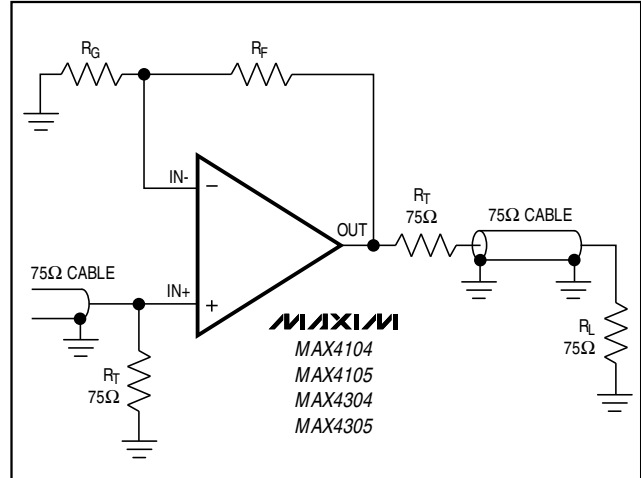 RG
RF
IN-
−
OUT
RT
75Ω
75Ω CABLE
75Ω CABLE
IN+
+
MAXIM
MAX4104
MAX4105
MAX4304
MAX4305
RT
75Ω
RL
75Ω